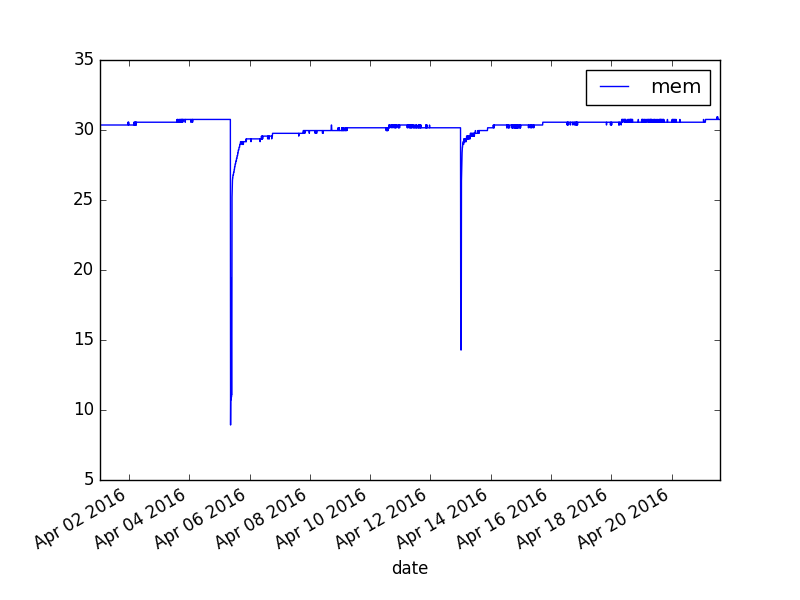 35
mem
30
25
20
15
10
5
Apr 02 2016
Apr 04 2016
Apr 06 2016
Apr 08 2016
Apr 10 2016
Apr 12 2016
Apr 14 2016
Apr 16 2016
Apr 18 2016
Apr 20 2016
date